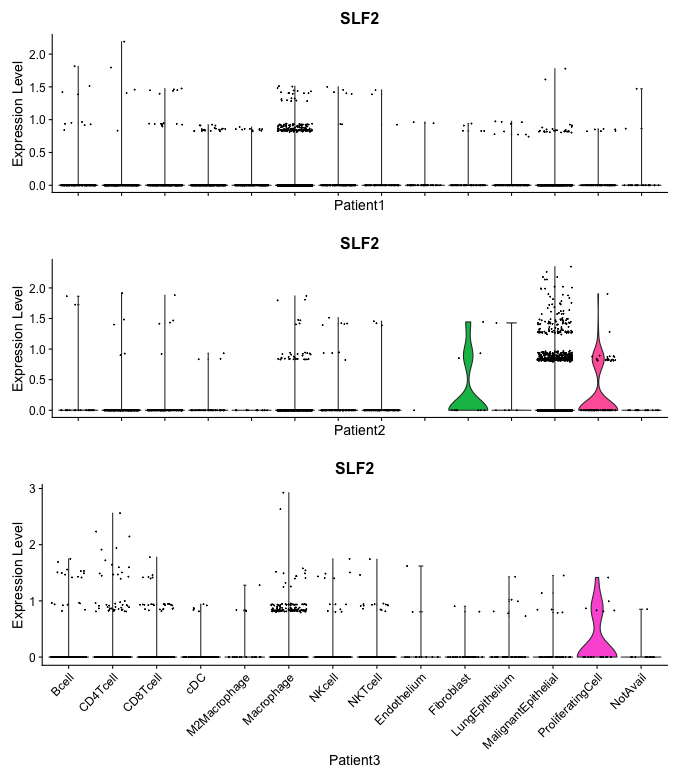 SLF2
Expression Level
2.0
1.5
1.0
0.5
0.0
Patient1
SLF2
Expression Level
2.0
1.5
1.0
0.5
0.0
Patient2
SLF2
Expression Level
3
2
1
0
Bcell
CD4Tcell
CD8Tcell
cDC
M2Macrophage
Macrophage
NKcell
NKTcell
Endothelium
Fibroblast
LungEpithelium
MalignantEpithelial
ProliferatingCell
NotAvail
Patient3